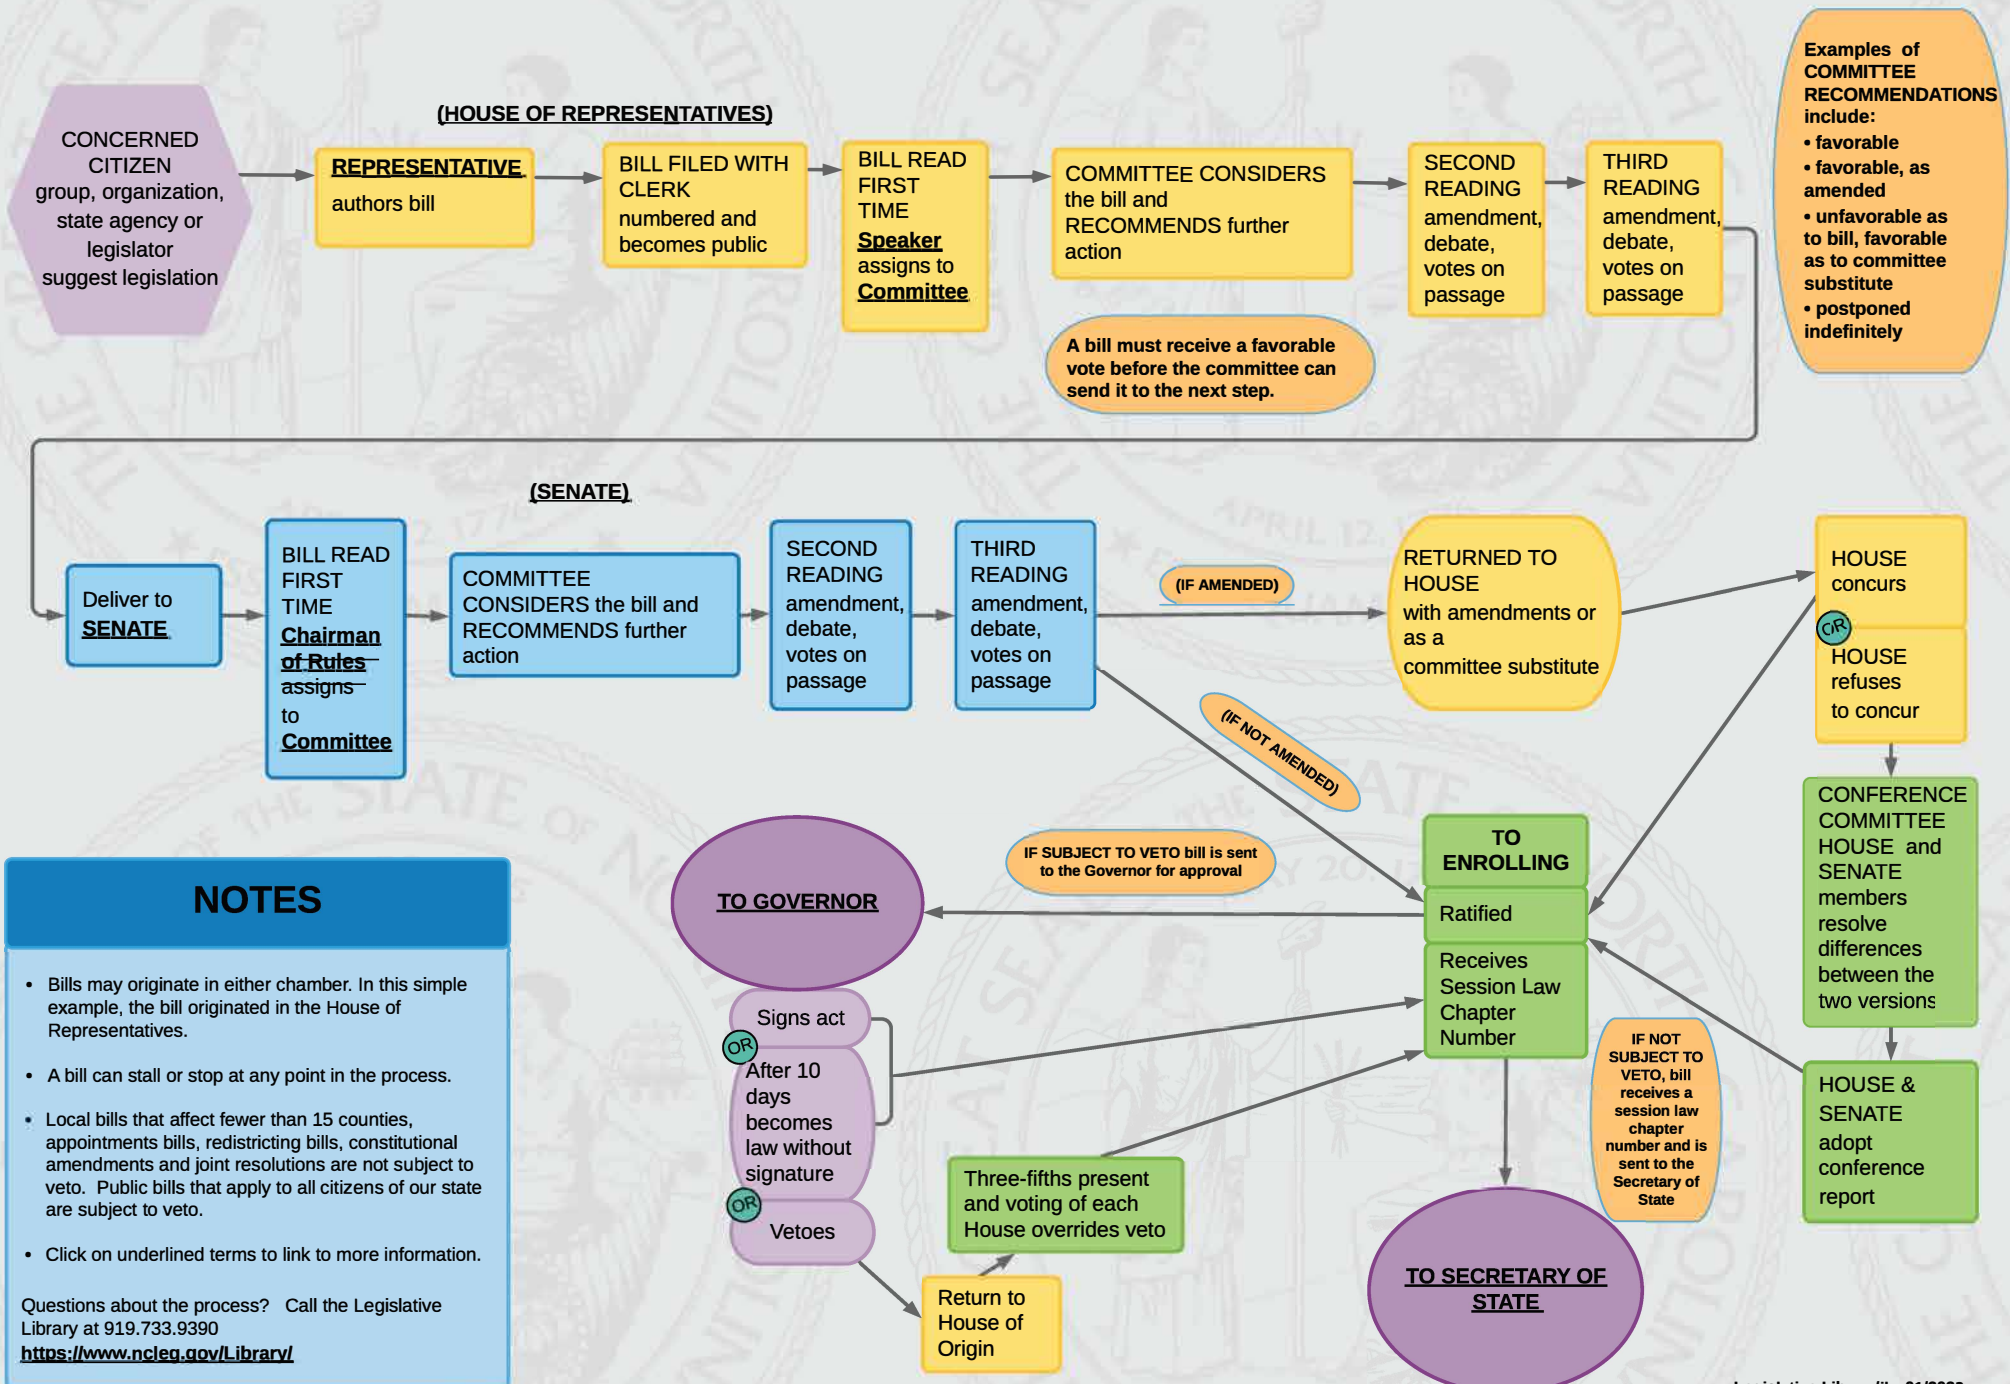 CONCERNED
CITIZEN
group, organization,
state agency or
legislator
suggest legislation
(HOUSE OF REPRESENTATIVES)
REPRESENTATIVE
authors bill
BILL FILED WITH
CLERK
numbered and
becomes public
BILL READ
FIRST
TIME
Speaker
assigns to
Committee
COMMITTEE CONSIDERS
the bill and
RECOMMENDS further
action
A bill must receive a favorable
vote before the committee can
send it to the next step.
SECOND
READING
amendment,
debate,
votes on
passage
THIRD
READING
amendment,
debate,
votes on
passage
Examples of
COMMITTEE
RECOMMENDATIONS
include:
• favorable
• favorable, as
amended
• unfavorable as
to bill, favorable
as to committee
substitute
• postponed
indefinitely
(SENATE)
Deliver to
SENATE
BILL READ
FIRST
TIME
Chairman
of Rules
assigns
to
Committee
COMMITTEE
CONSIDERS the bill and
RECOMMENDS further
action
SECOND
READING
amendment,
debate,
votes on
passage
THIRD
READING
amendment,
debate,
votes on
passage
(IF AMENDED)
RETURNED TO
HOUSE
with amendments or
as a
committee substitute
HOUSE
concurs
OR
HOUSE
refuses
to concur
(IF NOT AMENDED)
CONFERENCE
COMMITTEE
HOUSE and
SENATE
members
resolve
differences
between the
two versions
HOUSE &
SENATE
adopt
conference
report
TO
ENROLLING
Ratified
Receives
Session Law
Chapter
Number
IF SUBJECT TO VETO bill is sent
to the Governor for approval
IF NOT
SUBJECT TO
VETO, bill
receives a
session law
chapter
number and is
sent to the
Secretary of
State
TO GOVERNOR
Signs act
OR
After 10
days
becomes
law without
signature
OR
Vetoes
Return to
House of
Origin
Three-fifths present
and voting of each
House overrides veto
TO SECRETARY OF
STATE
NOTES
• Bills may originate in either chamber. In this simple
example, the bill originated in the House of
Representatives.
• A bill can stall or stop at any point in the process.
• Local bills that affect fewer than 15 counties,
appointments bills, redistricting bills, constitutional
amendments and joint resolutions are not subject to
veto. Public bills that apply to all citizens of our state
are subject to veto.
• Click on underlined terms to link to more information.
Questions about the process? Call the Legislative
Library at 919.733.9390
https://www.ncleg.gov/Library/